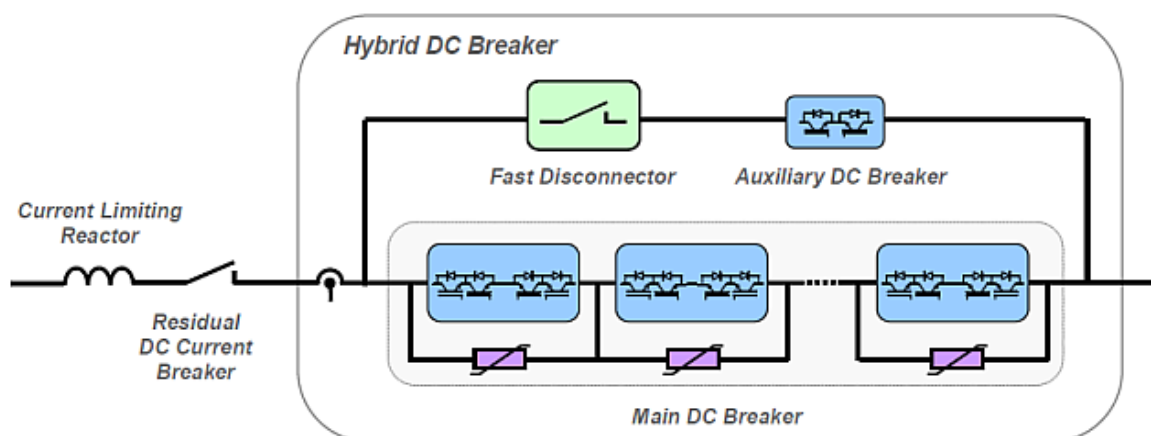 Hybrid DC Breaker
Fast Disconnector
Auxiliary DC Breaker
Current Limiting
Reactor
Residual
DC Current
Breaker
Main DC Breaker